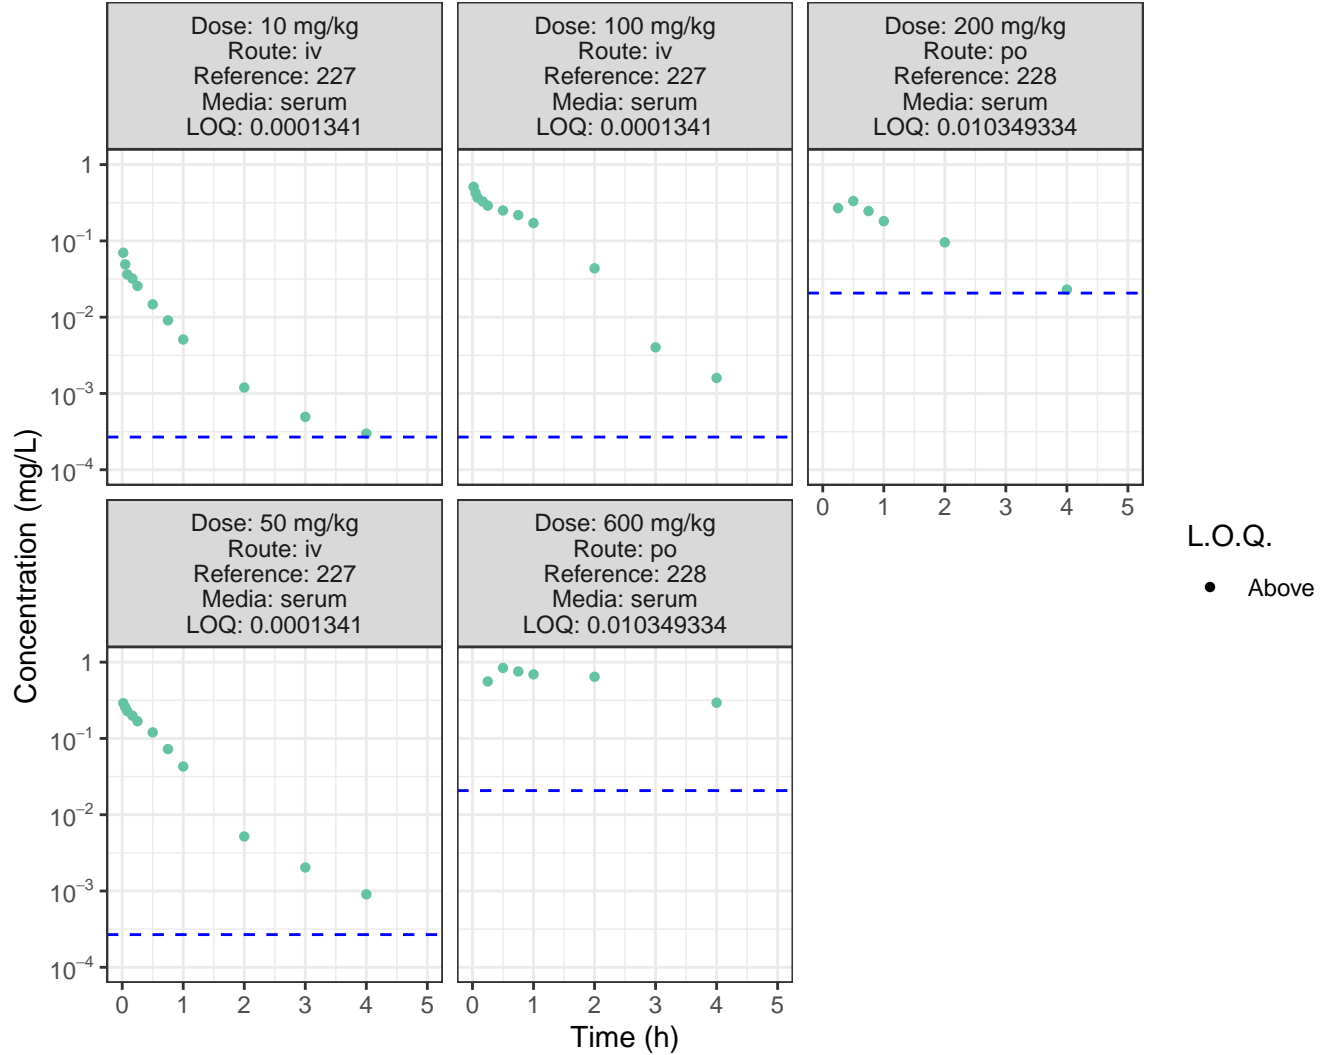 Dose: 10 mg/kg
Route: iv
Reference: 227
Media: serum
LOQ: 0.0001341
Dose: 100 mg/kg
Route: iv
Reference: 227
Media: serum
LOQ: 0.0001341
Dose: 200 mg/kg
Route: po
Reference: 228
Media: serum
LOQ: 0.010349334
1
10⁻¹
10⁻²
10⁻³
10⁻⁴
0 1 2 3 4 5
Dose: 50 mg/kg
Route: iv
Reference: 227
Media: serum
LOQ: 0.0001341
Dose: 600 mg/kg
Route: po
Reference: 228
Media: serum
LOQ: 0.010349334
1
10⁻¹
10⁻²
10⁻³
10⁻⁴
0 1 2 3 4 5
0 1 2 3 4 5
Concentration (mg/L)
Time (h)
L.O.Q.
Above